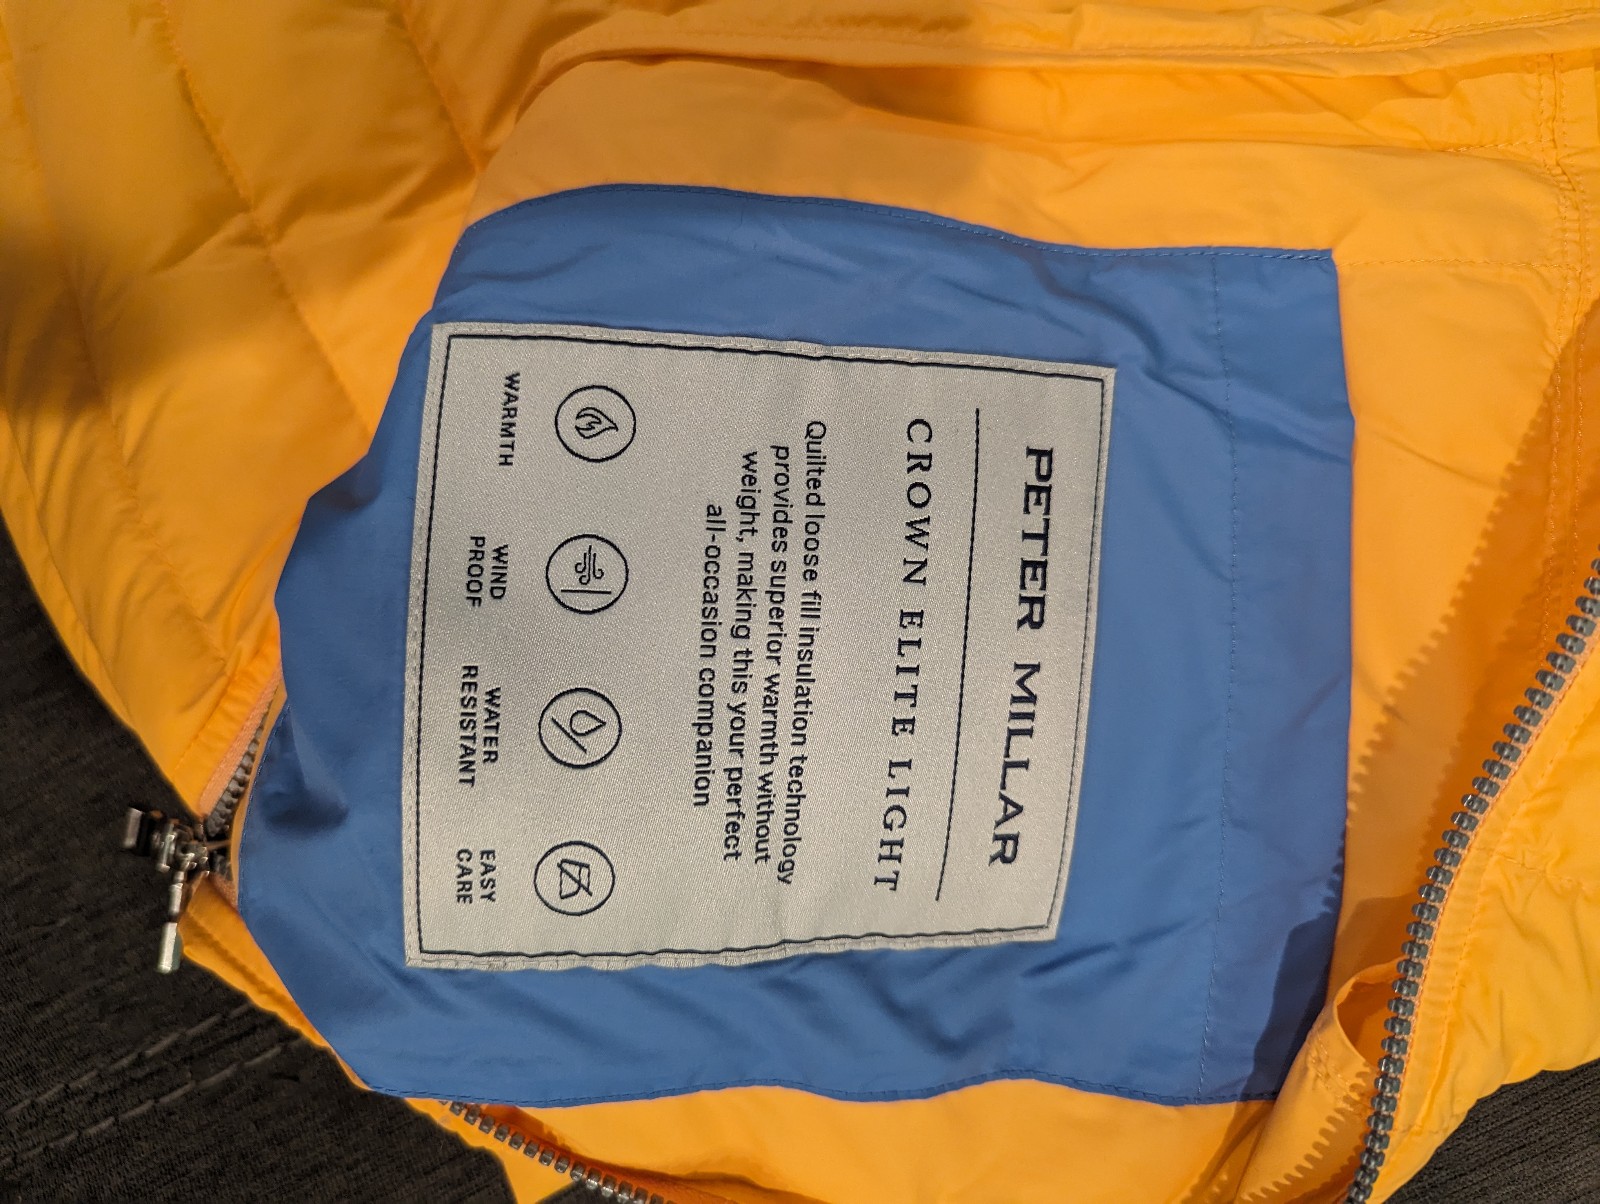 PETER MILLAR
CROWN ELITE LIGHT
Quilted loose fill insulation technology
provides superior warmth without
weight, making this your perfect
all-occasion companion
WARMTH
WIND
PROOF
WATER
RESISTANT
EASY
CARE